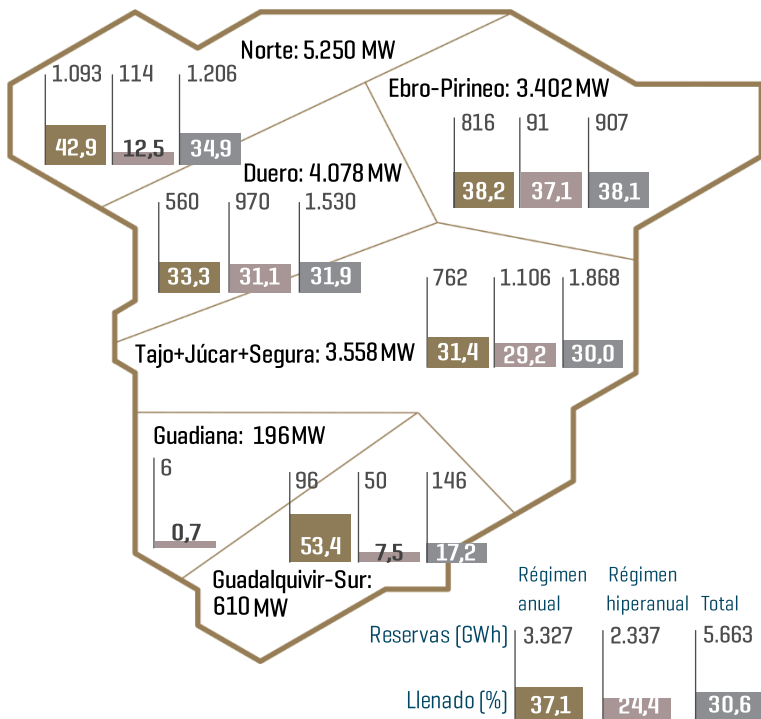 Norte: 5.250 MW
1.093 114 1.206
42,9 12,5 34,9
Ebro-Pirineo: 3.402 MW
816 91 907
38,2 37,1 38,1
Duero: 4.078 MW
560 970 1.530
33,3 31,1 31,9
762 1.106 1.868
31,4 29,2 30,0
Tajo+Júcar+Segura: 3.558 MW
Guadiana: 196 MW
6
0,7
96 50 146
53,4 7,5 17,2
Guadalquivir-Sur:
610 MW
Régimen Régimen
anual hiperanual Total
Reservas (GWh) 3.327 2.337 5.663
Llenado (%) 37,1 24,4 30,6